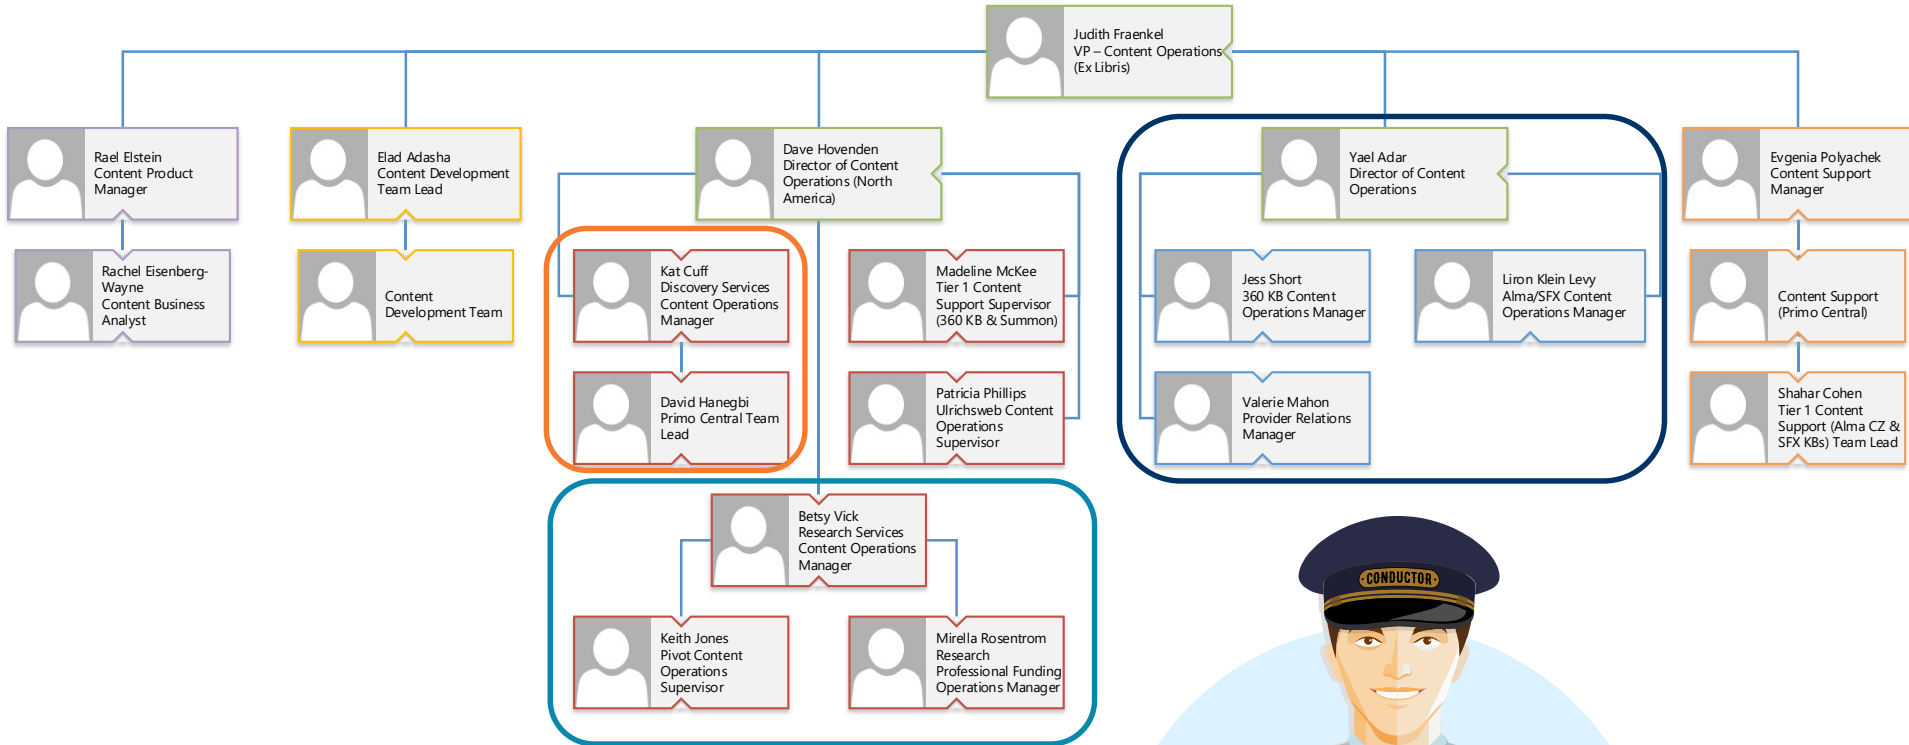 Judith Fraenkel
VP – Content Operations
(Ex Libris)
Rael Elstein
Content Product
Manager
Elad Adasha
Content Development
Team Lead
Dave Hovenden
Director of Content
Operations (North
America)
Yael Adar
Director of Content
Operations
Evgenia Polyachek
Content Support
Manager
Rachel Eisenberg-
Wayne
Content Business
Analyst
Content
Development Team
Kat Cuff
Discovery Services
Content Operations
Manager
Madeline McKee
Tier 1 Content
Support Supervisor
(360 KB & Summon)
Jess Short
360 KB Content
Operations Manager
Liron Klein Levy
Alma/SFX Content
Operations Manager
Content Support
(Primo Central)
David Hanegbi
Primo Central Team
Lead
Patricia Phillips
Ulrichsweb Content
Operations
Supervisor
Valerie Mahon
Provider Relations
Manager
Shahar Cohen
Tier 1 Content
Support (Alma CZ &
SFX KBs) Team Lead
Betsy Vick
Research Services
Content Operations
Manager
Keith Jones
Pivot Content
Operations
Supervisor
Mirella Rosentrom
Research
Professional Funding
Operations Manager
CONDUCTOR